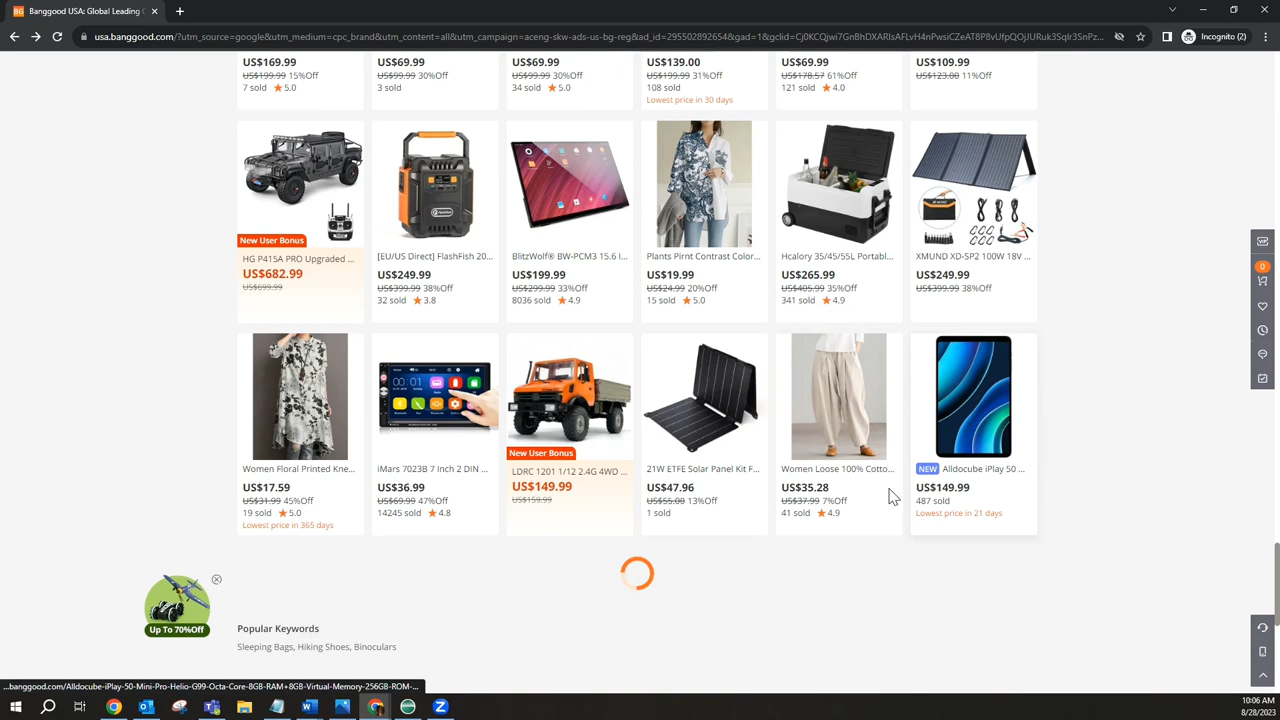 Banggood USA: Global Leading C
usa.banggood.com/?utm_source=google&utm_medium=cpc_brand&utm_content=all&utm_campaign=aceng-skw-ads-us-bg-reg&ad_id=295502892654&gad=1&gclid=
Incognito (2)
US$169.99 US$69.99 US$69.99 US$139.00 US$69.99 US$109.99
US$199.99 15%Off US$99.99 30%Off US$99.99 30%Off US$199.99 31%Off US$178.57 61%Off US$123.00 11%Off
7 sold 5.0 3 sold 34 sold 5.0 108 sold 121 sold 4.0
Lowest price in 30 days
New User Bonus
HG P415A PRO Upgraded ... [EU/US Direct] FlashFish 20... BlitzWolf® BW-PCM3 15.6 I... Plants Pirnt Contrast Color... Hcalory 35/45/55L Portabl... XMUND XD-SP2 100W 18V ...
US$682.99 US$249.99 US$199.99 US$19.99 US$265.99 US$249.99
US$699.99 US$399.99 38%Off US$299.99 33%Off US$24.99 20%Off US$405.99 35%Off US$399.99 38%Off
32 sold 3.8 8036 sold 4.9 15 sold 5.0 341 sold 4.9
New User Bonus
Women Floral Printed Kne... iMars 7023B 7 Inch 2 DIN ... LDRC 1201 1/12 2.4G 4WD ... 21W ETFE Solar Panel Kit F... Women Loose 100% Cotto... NEW Alldocube iPlay 50 ...
US$17.59 US$36.99 US$149.99 US$47.96 US$35.28 US$149.99
US$31.99 45%Off US$69.99 47%Off US$159.99 US$55.00 13%Off US$37.99 7%Off 487 sold
19 sold 5.0 14245 sold 4.8 1 sold 41 sold 4.9 Lowest price in 21 days
Lowest price in 365 days
0
Up To 70%Off
Popular Keywords
Sleeping Bags, Hiking Shoes, Binoculars
...banggood.com/Alldocube-iPlay-50-Mini-Pro-Helio-G99-Octa-Core-8GB-RAM+8GB-Virtual-Memory-256GB-ROM-...
10:06 AM
8/28/2023